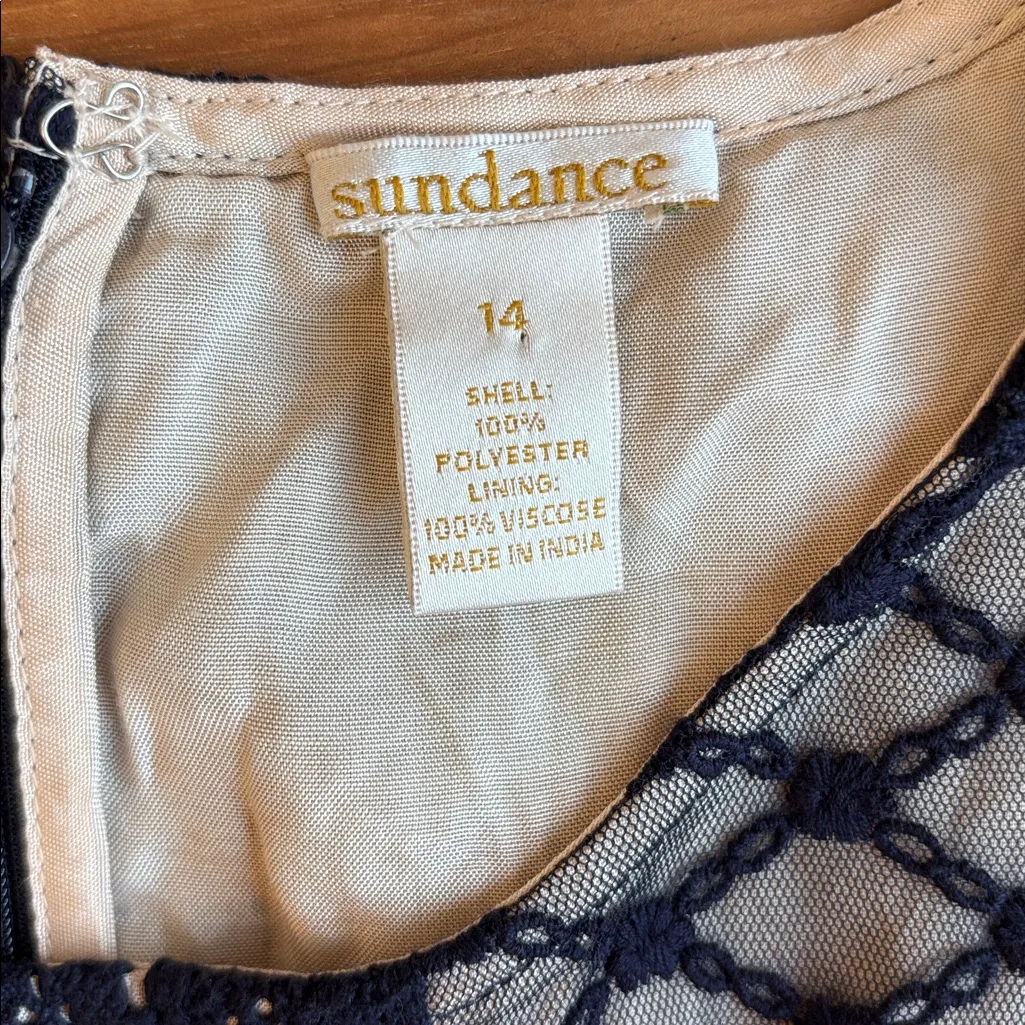 sundance
14
SHELL:
100%
POLYESTER
LINING:
100% VISCOSE
MADE IN INDIA